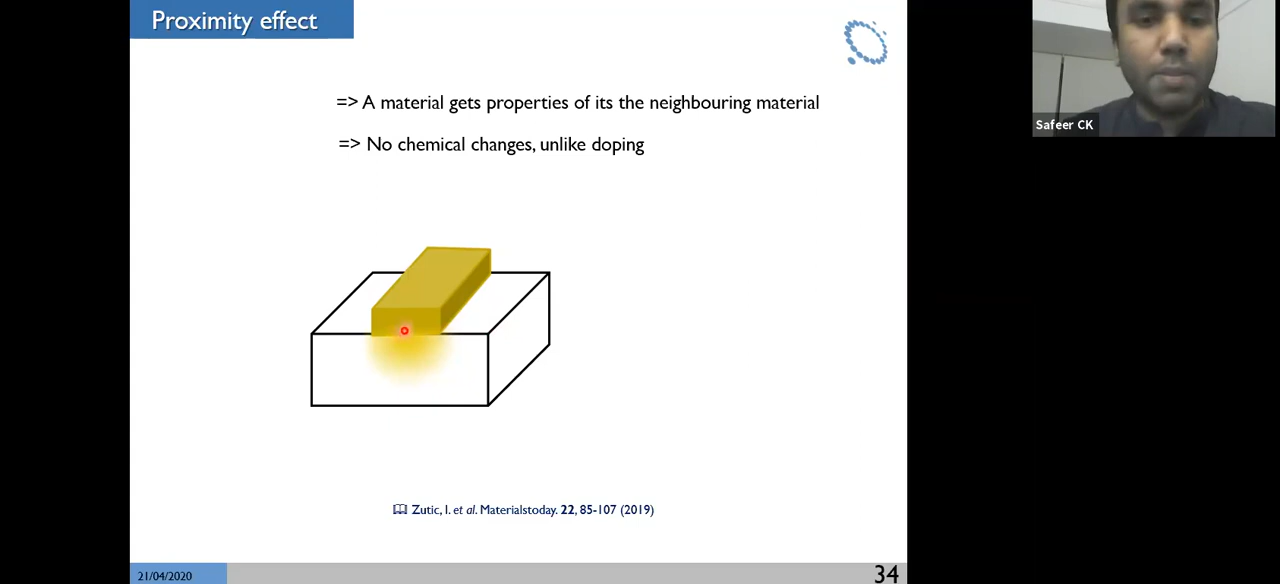 Proximity effect
=> A material gets properties of its the neighbouring material
=> No chemical changes, unlike doping
Zutic, I. et al. Materialstoday. 22, 85-107 (2019)
21/04/2020
34
Safeer CK